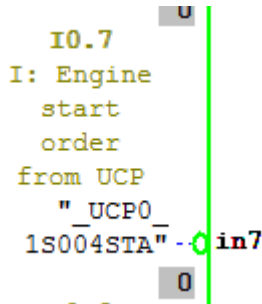 0
I0.7
I: Engine
start
order
from UCP
"_UCP0_
1S004STA"
in7
0